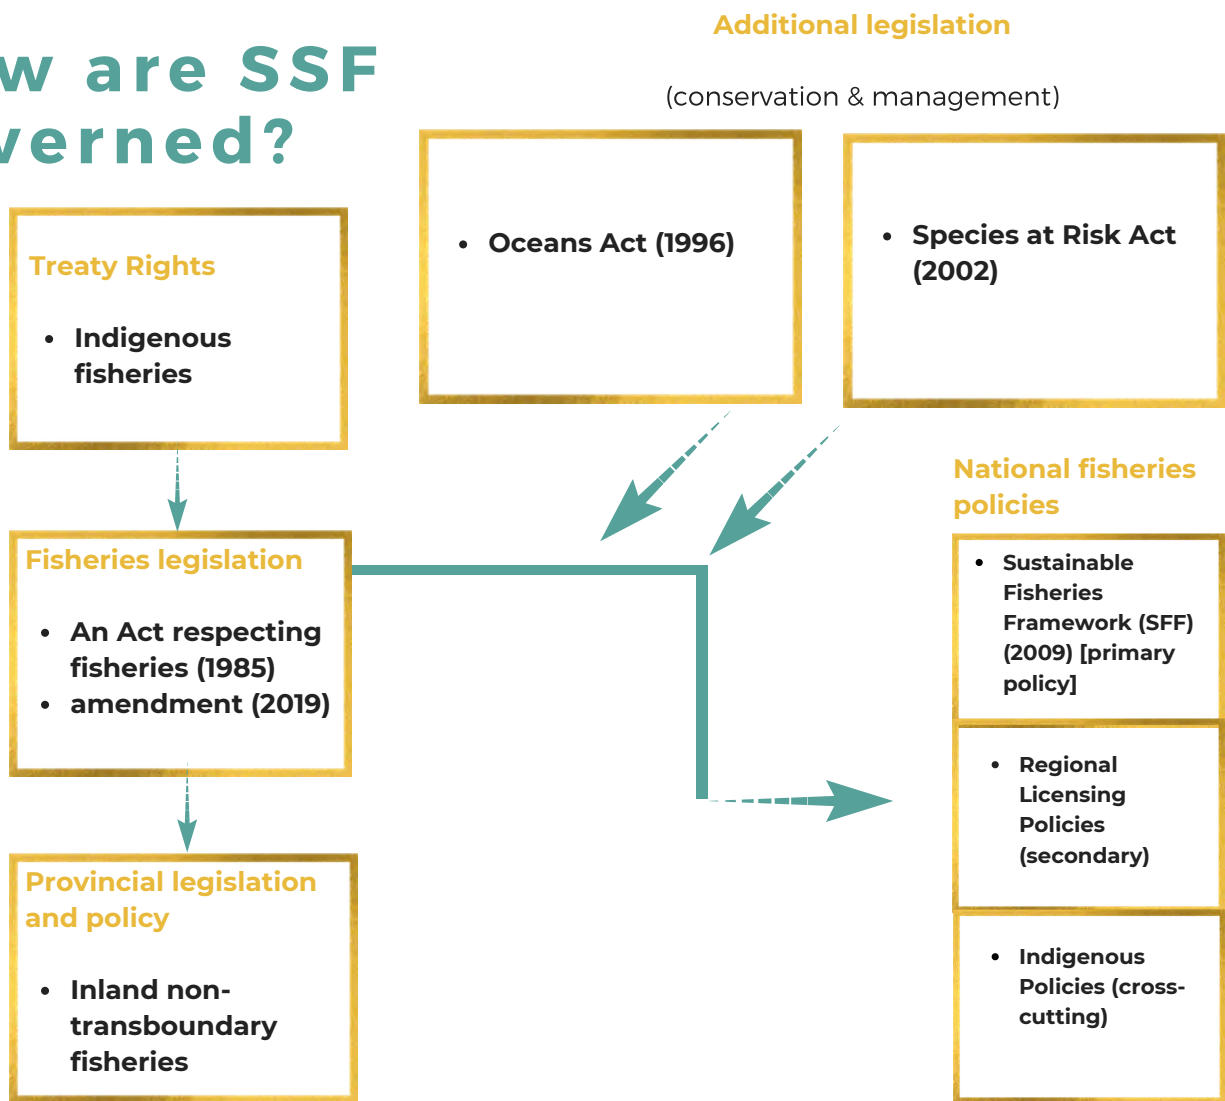 w are SSF
verned?
Additional legislation
(conservation & management)
• Oceans Act (1996)
• Species at Risk Act
(2002)
Treaty Rights
• Indigenous
fisheries
Fisheries legislation
• An Act respecting
fisheries (1985)
• amendment (2019)
Provincial legislation
and policy
• Inland non-
transboundary
fisheries
National fisheries
policies
• Sustainable
Fisheries
Framework (SFF)
(2009) [primary
policy]
• Regional
Licensing
Policies
(secondary)
• Indigenous
Policies (cross-
cutting)